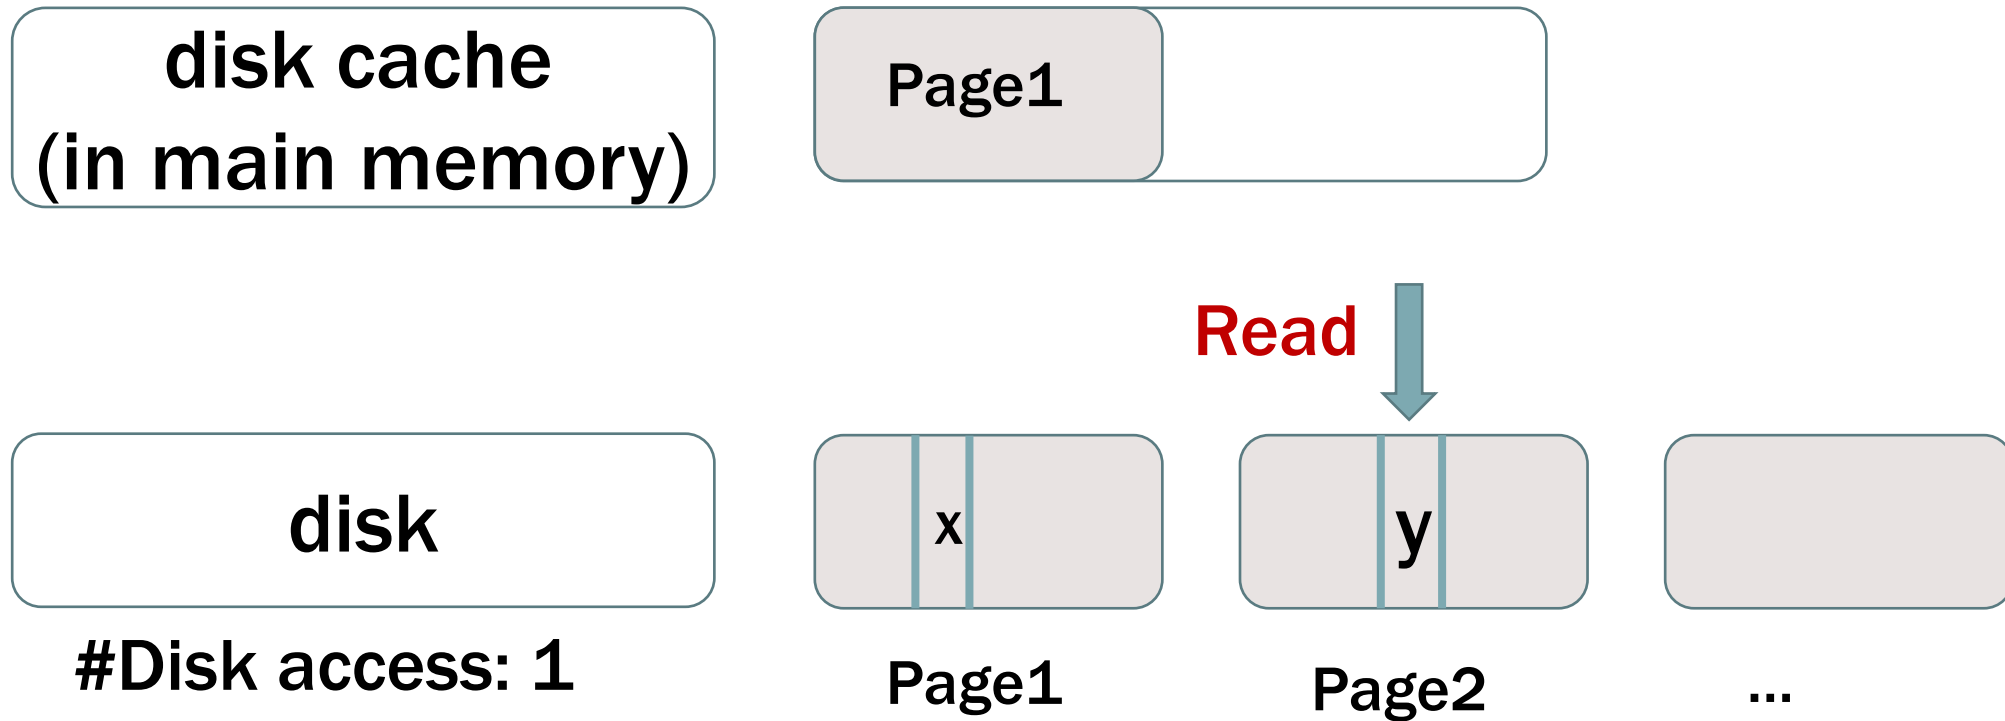 disk cache
(in main memory)
Page1
Read
disk
x
y
#Disk access: 1
Page1
Page2
...